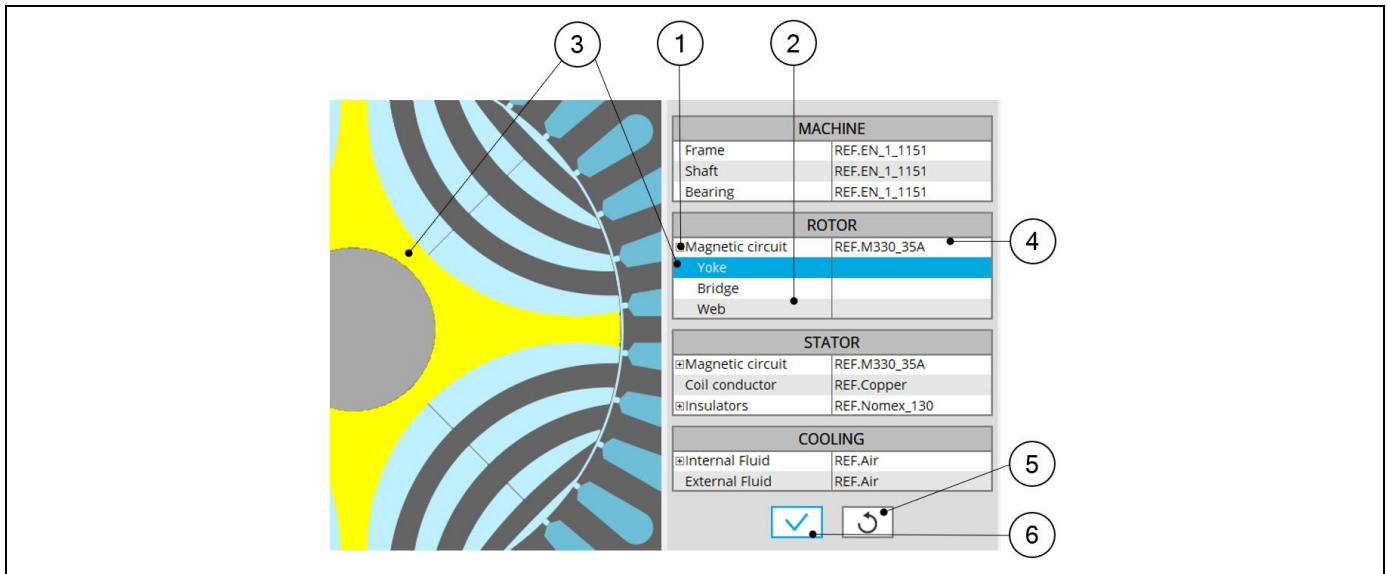 3 1 2
MACHINE
Frame REF.EN_1_1151
Shaft REF.EN_1_1151
Bearing REF.EN_1_1151
ROTOR
Magnetic circuit REF.M330_35A 4
Yoke
Bridge
Web
STATOR
Magnetic circuit REF.M330_35A
Coil conductor REF.Copper
Insulators REF.Nomex_130
COOLING
Internal Fluid REF.Air
External Fluid REF.Air
5
6